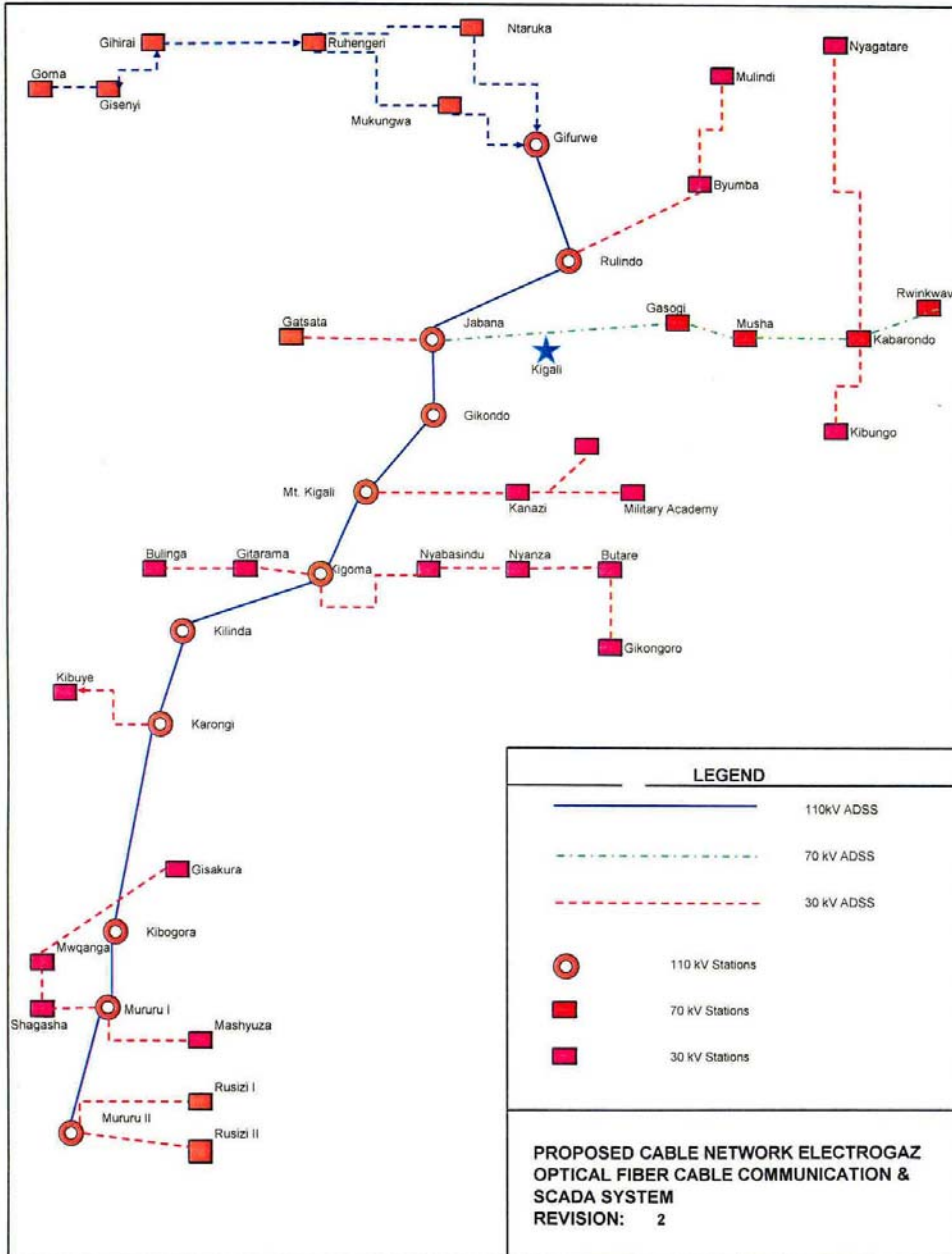 Ntaruka
Gihirai
Ruhengeri
Nyagatare
Goma
Mulindi
Gisenyi
Mukungwa
Gifurwe
Byumba
Rulindo
Gasogi
Rwinkwav
Gatsata
Jabana
Musha
Kabarondo
Kigali
Gikondo
Kibungo
Mt. Kigali
Kanazi
Military Academy
Bulinga
Gitarama
Kigoma
Nyabasindu
Nyanza
Butare
Kilinda
Gikongoro
Kibuye
Karongi
LEGEND
110kV ADSS
70 kV ADSS
30 kV ADSS
110 kV Stations
70 kV Stations
30 kV Stations
Gisakura
Kibogora
Mwqanga
Mururu I
Shagasha
Mashyuza
Rusizi I
Mururu II
Rusizi II
PROPOSED CABLE NETWORK ELECTROGAZ
OPTICAL FIBER CABLE COMMUNICATION &
SCADA SYSTEM
REVISION: 2